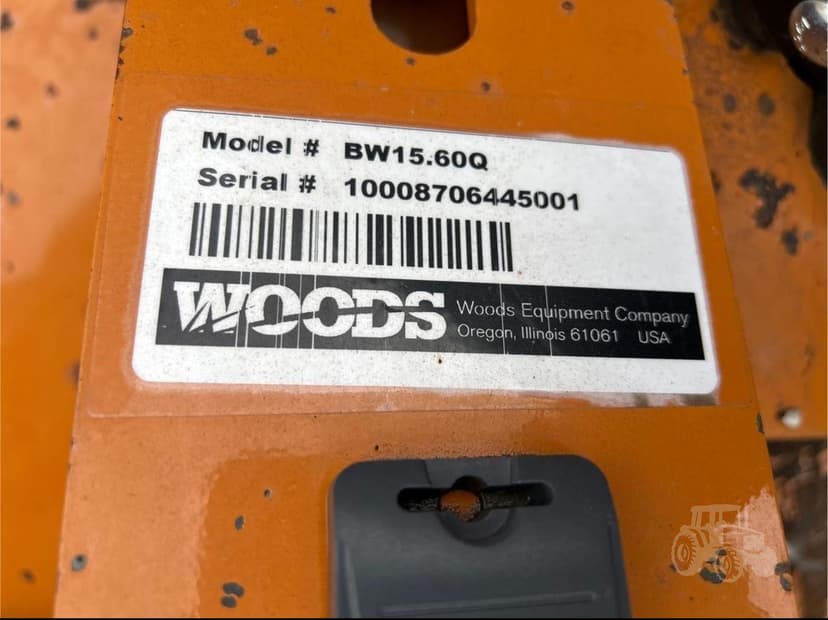 Model # BW15.60Q
Serial # 10008706445001
WOODS
Woods Equipment Company
Oregon, Illinois 61061 USA